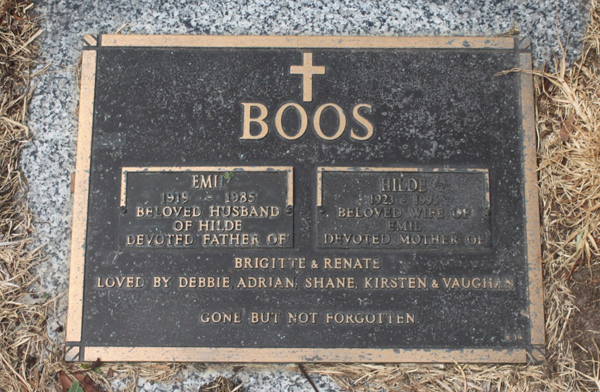 BOOS
EMIL
1919 - 1985
BELOVED HUSBAND
OF HILDE
DEVOTED FATHER OF
HILDE
1923 -
BELOVED WIFE OF
EMIL
DEVOTED MOTHER OF
BRIGITTE & RENATE
LOVED BY DEBBIE, ADRIAN, SHANE, KIRSTEN & VAUGHAN
GONE BUT NOT FORGOTTEN